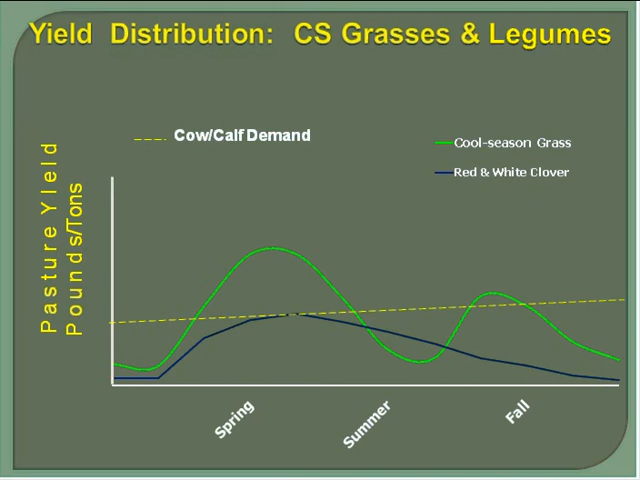 Yield Distribution: CS Grasses & Legumes
Cow/Calf Demand
Cool-season Grass
Red & White Clover
Pasture Yield
Pounds/Tons
Spring
Summer
Fall